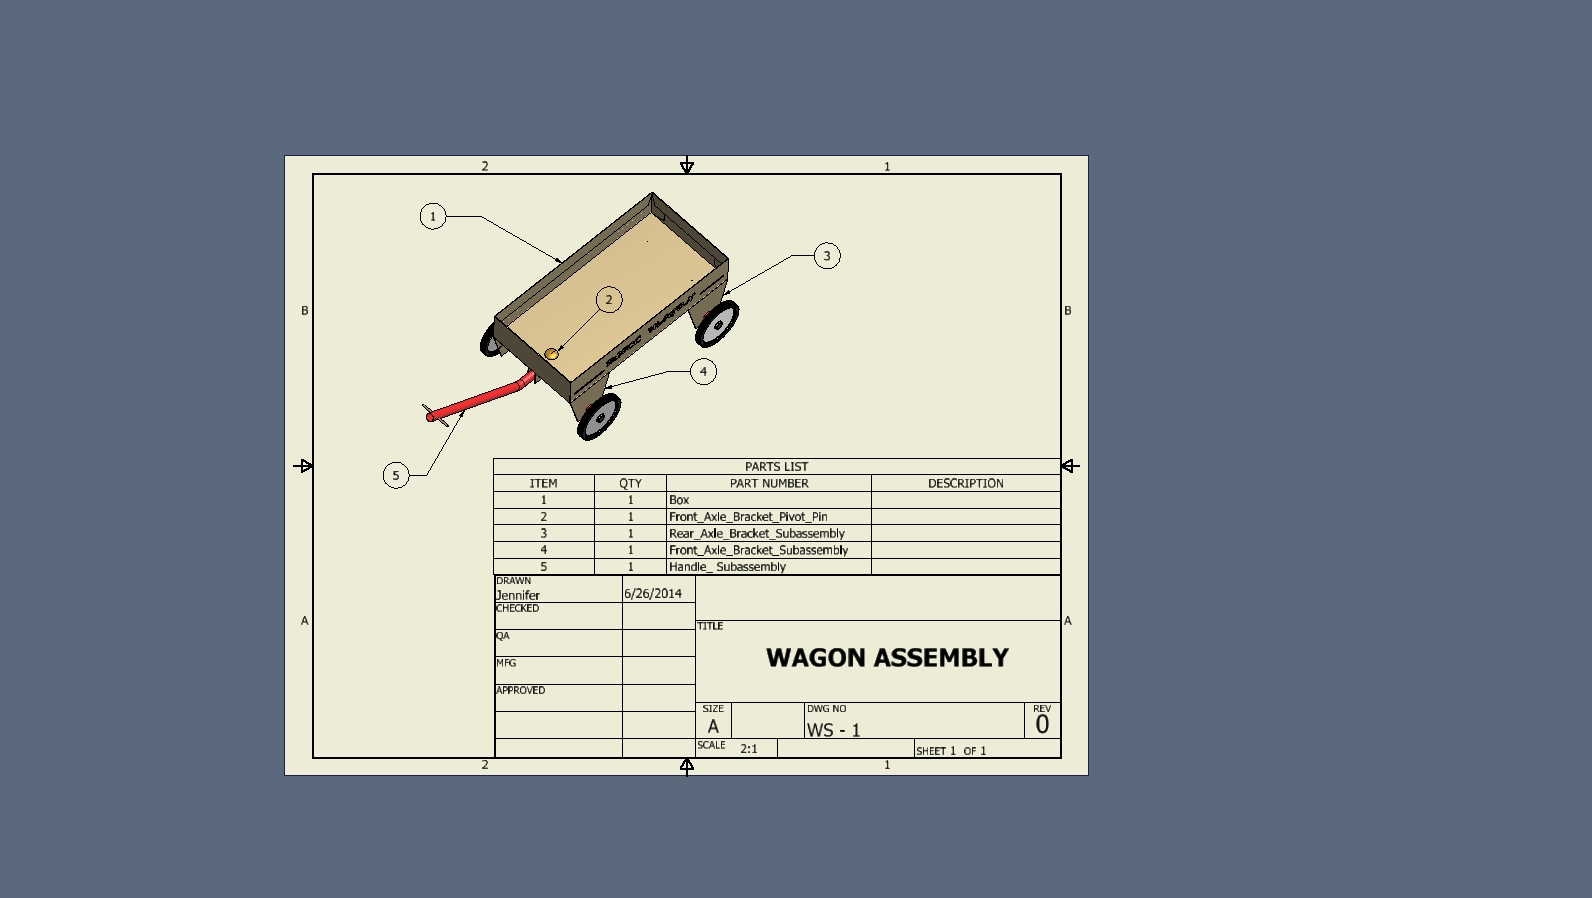 2 1
1
3
2
B B
4
5
PARTS LIST
ITEM QTY PART NUMBER DESCRIPTION
1 1 Box
2 1 Front_Axle_Bracket_Pivot_Pin
3 1 Rear_Axle_Bracket_Subassembly
4 1 Front_Axle_Bracket_Subassembly
5 1 Handle_ Subassembly
DRAWN
Jennifer 6/26/2014
CHECKED
A A
TITLE
QA
WAGON ASSEMBLY
MFG
APPROVED
SIZE DWG NO REV
A WS - 1 0
SCALE 2:1 SHEET 1 OF 1
2 1